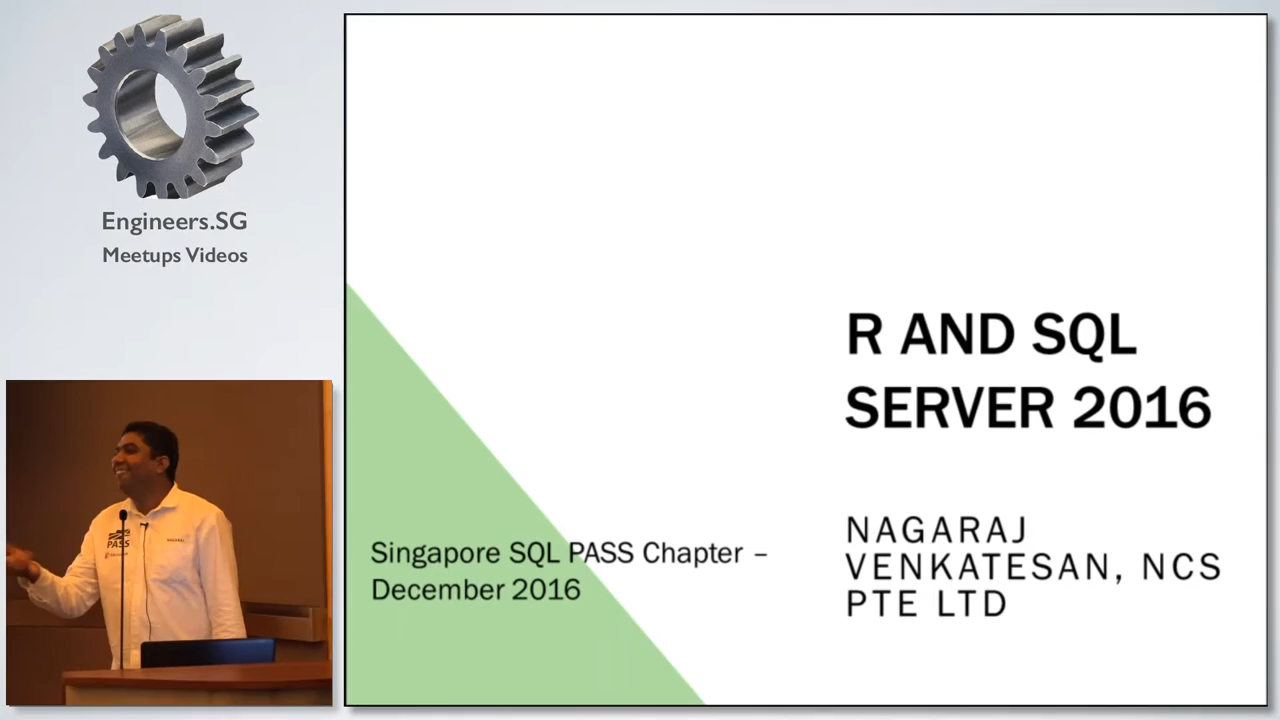 Engineers.SG
Meetups Videos
R AND SQL
SERVER 2016
NAGARAJ
VENKATESAN, NCS
PTE LTD
Singapore SQL PASS Chapter –
December 2016
PASS